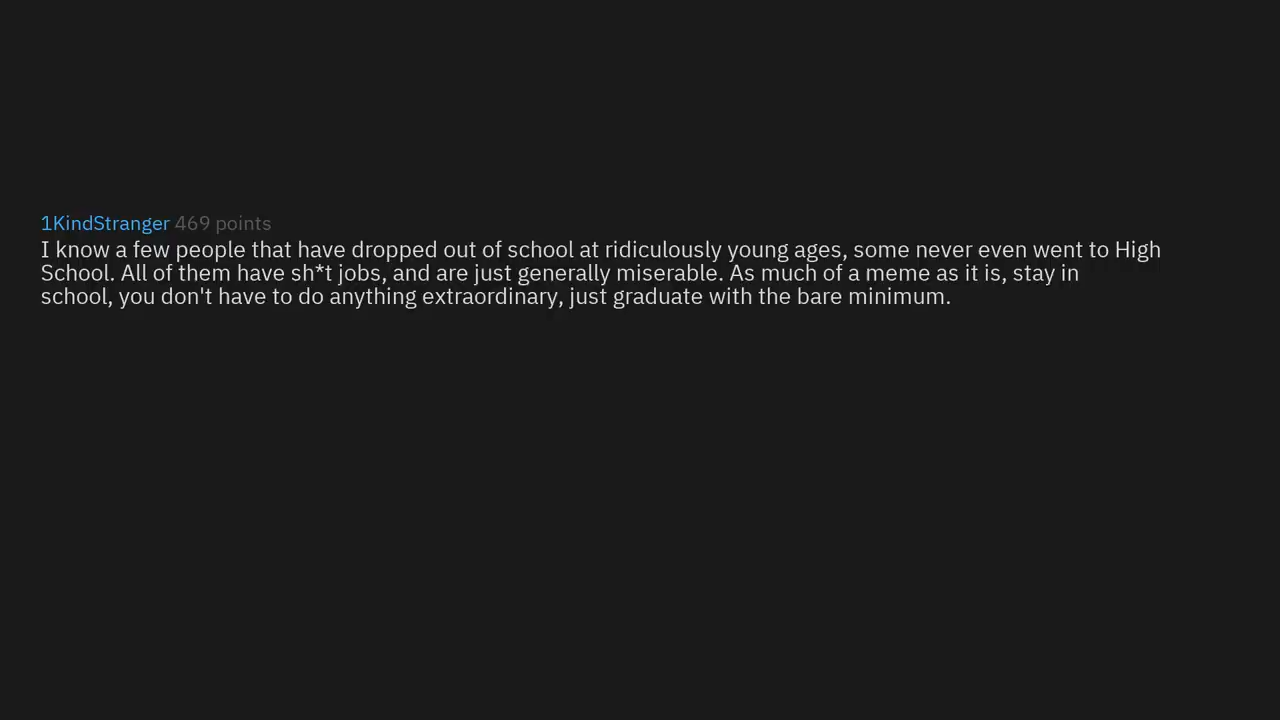 1KindStranger 469 points
I know a few people that have dropped out of school at ridiculously young ages, some never even went to High
School. All of them have sh*t jobs, and are just generally miserable. As much of a meme as it is, stay in
school, you don't have to do anything extraordinary, just graduate with the bare minimum.